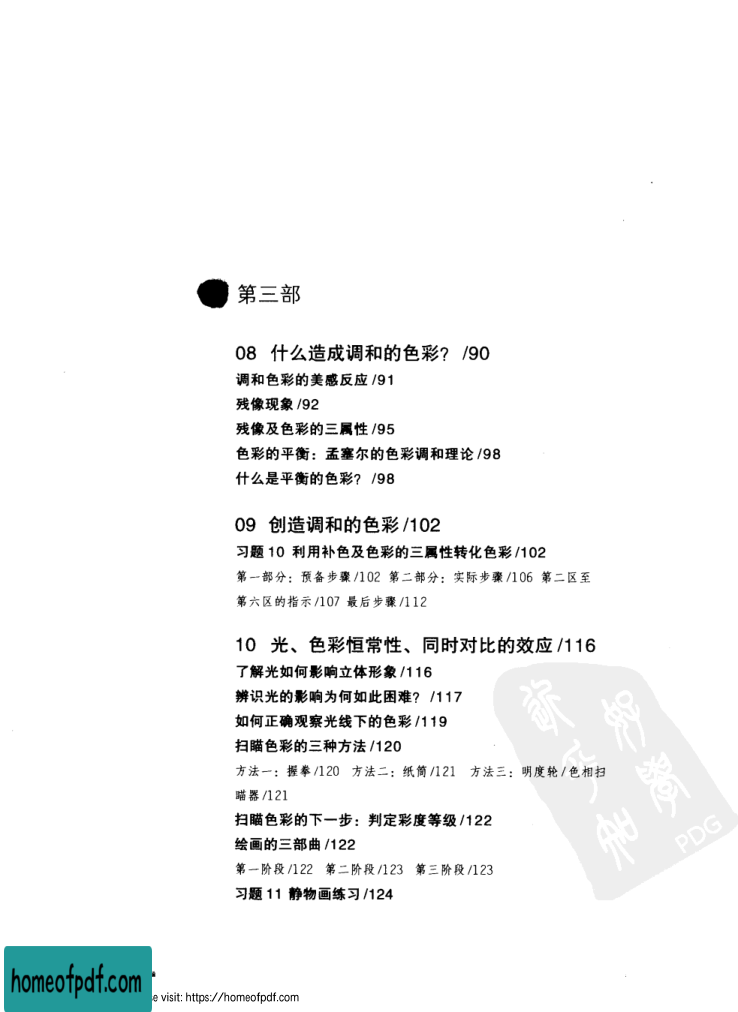 第三部
08 什么造成调和的色彩? /90
调和色彩的美感反应 /91
残像现象 /92
残像及色彩的三属性 /95
色彩的平衡：孟塞尔的色彩调和理论 /98
什么是平衡的色彩? /98
09 创造调和的色彩 /102
习题 10 利用补色及色彩的三属性转化色彩 /102
第一部分：预备步骤 /102 第二部分：实际步骤 /106 第二区至
第六区的指示 /107 最后步骤 /112
10 光、色彩恒常性、同时对比的效应 /116
了解光如何影响立体形象 /116
辨识光的影响为何如此困难? /117
如何正确观察光线下的色彩 /119
扫瞄色彩的三种方法 /120
方法一：握拳 /120 方法二：纸筒 /121 方法三：明度轮/色相扫
瞄器 /121
扫瞄色彩的下一步：判定彩度等级 /122
绘画的三部曲 /122
第一阶段 /122 第二阶段 /123 第三阶段 /123
习题 11 静物画练习 /124
PDG
homeofpdf.com
e visit: https://homeofpdf.com